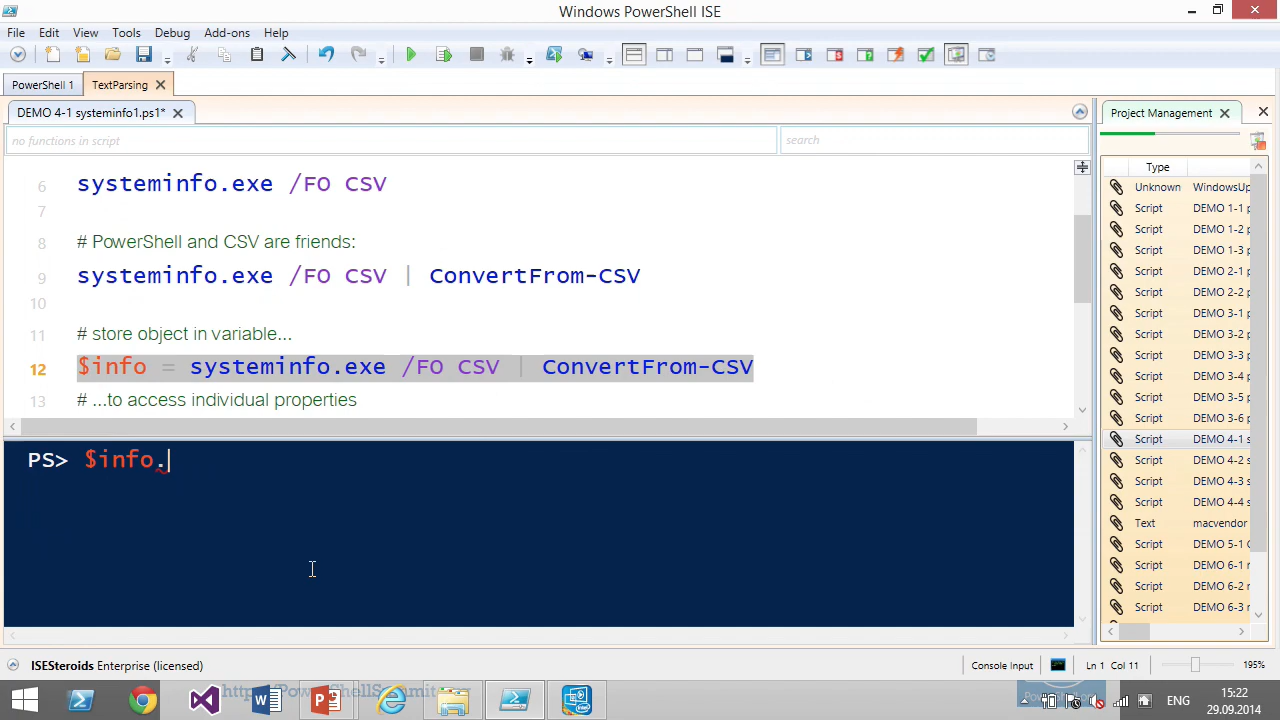 Windows PowerShell ISE
File Edit View Tools Debug Add-ons Help
PowerShell 1 TextParsing
DEMO 4-1 systeminfo1.ps1*
no functions in script
search
6 systeminfo.exe /FO CSV
7
8 # PowerShell and CSV are friends:
9 systeminfo.exe /FO CSV | ConvertFrom-CSV
10
11 # store object in variable...
12 $info = systeminfo.exe /FO CSV | ConvertFrom-CSV
13 # ...to access individual properties
PS> $info.
Project Management
Type
Unknown WindowsUp
Script DEMO 1-1 p
Script DEMO 1-2 p
Script DEMO 1-3 p
Script DEMO 2-1 p
Script DEMO 2-2 p
Script DEMO 3-1 p
Script DEMO 3-2 p
Script DEMO 3-3 p
Script DEMO 3-4 p
Script DEMO 3-5 p
Script DEMO 3-6 p
Script DEMO 4-1 s
Script DEMO 4-2 s
Script DEMO 4-3 s
Script DEMO 4-4 s
Text macvendor
Script DEMO 5-1 C
Script DEMO 6-1 r
Script DEMO 6-2 r
Script DEMO 6-3 r
ISESteroids Enterprise (licensed)
Console Input
Ln 1 Col 11
195%
ENG
15:22
29.09.2014